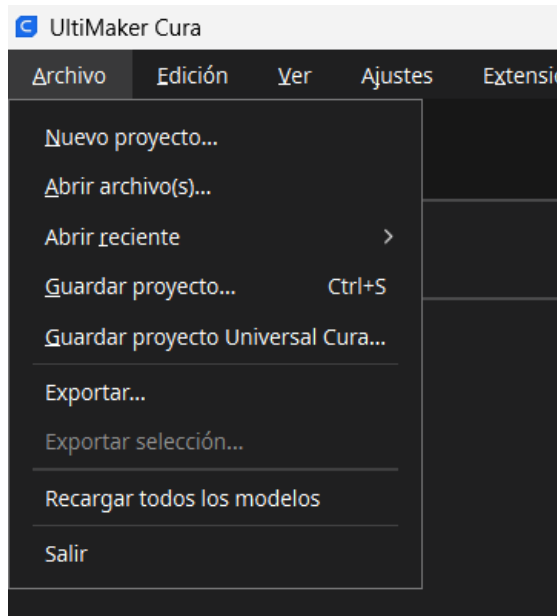 UltiMaker Cura
Archivo Edición Ver Ajustes Extensi
Nuevo proyecto...
Abrir archivo(s)...
Abrir reciente
Guardar proyecto... Ctrl+S
Guardar proyecto Universal Cura...
Exportar...
Exportar selección...
Recargar todos los modelos
Salir